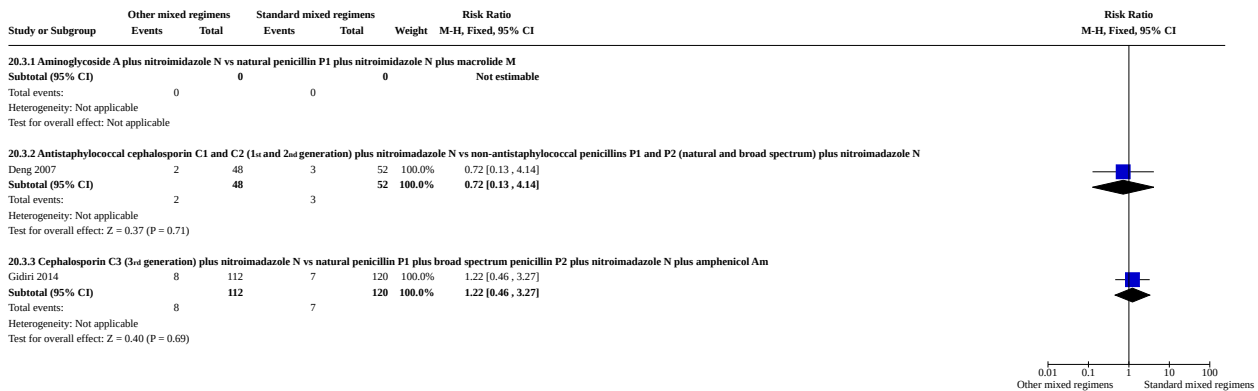 Other mixed regimens Standard mixed regimens Risk Ratio Risk Ratio
Study or Subgroup Events Total Events Total Weight M-H, Fixed, 95% CI M-H, Fixed, 95% CI
20.3.1 Aminoglycoside A plus nitroimidazole N vs natural penicillin P1 plus nitroimidazole N plus macrolide M
Subtotal (95% CI) 0 0 Not estimable
Total events: 0 0
Heterogeneity: Not applicable
Test for overall effect: Not applicable
20.3.2 Antistaphylococcal cephalosporin C1 and C2 (1st and 2nd generation) plus nitroimadazole N vs non-antistaphylococcal penicillins P1 and P2 (natural and broad spectrum) plus nitroimadazole N
Deng 2007 2 48 3 52 100.0% 0.72 [0.13 , 4.14]
Subtotal (95% CI) 48 52 100.0% 0.72 [0.13 , 4.14]
Total events: 2 3
Heterogeneity: Not applicable
Test for overall effect: Z = 0.37 (P = 0.71)
20.3.3 Cephalosporin C3 (3rd generation) plus nitroimadazole N vs natural penicillin P1 plus broad spectrum penicillin P2 plus nitroimadazole N plus amphenicol Am
Gidiri 2014 8 112 7 120 100.0% 1.22 [0.46 , 3.27]
Subtotal (95% CI) 112 120 100.0% 1.22 [0.46 , 3.27]
Total events: 8 7
Heterogeneity: Not applicable
Test for overall effect: Z = 0.40 (P = 0.69)
0.01 0.1 1 10 100
Other mixed regimens Standard mixed regimens